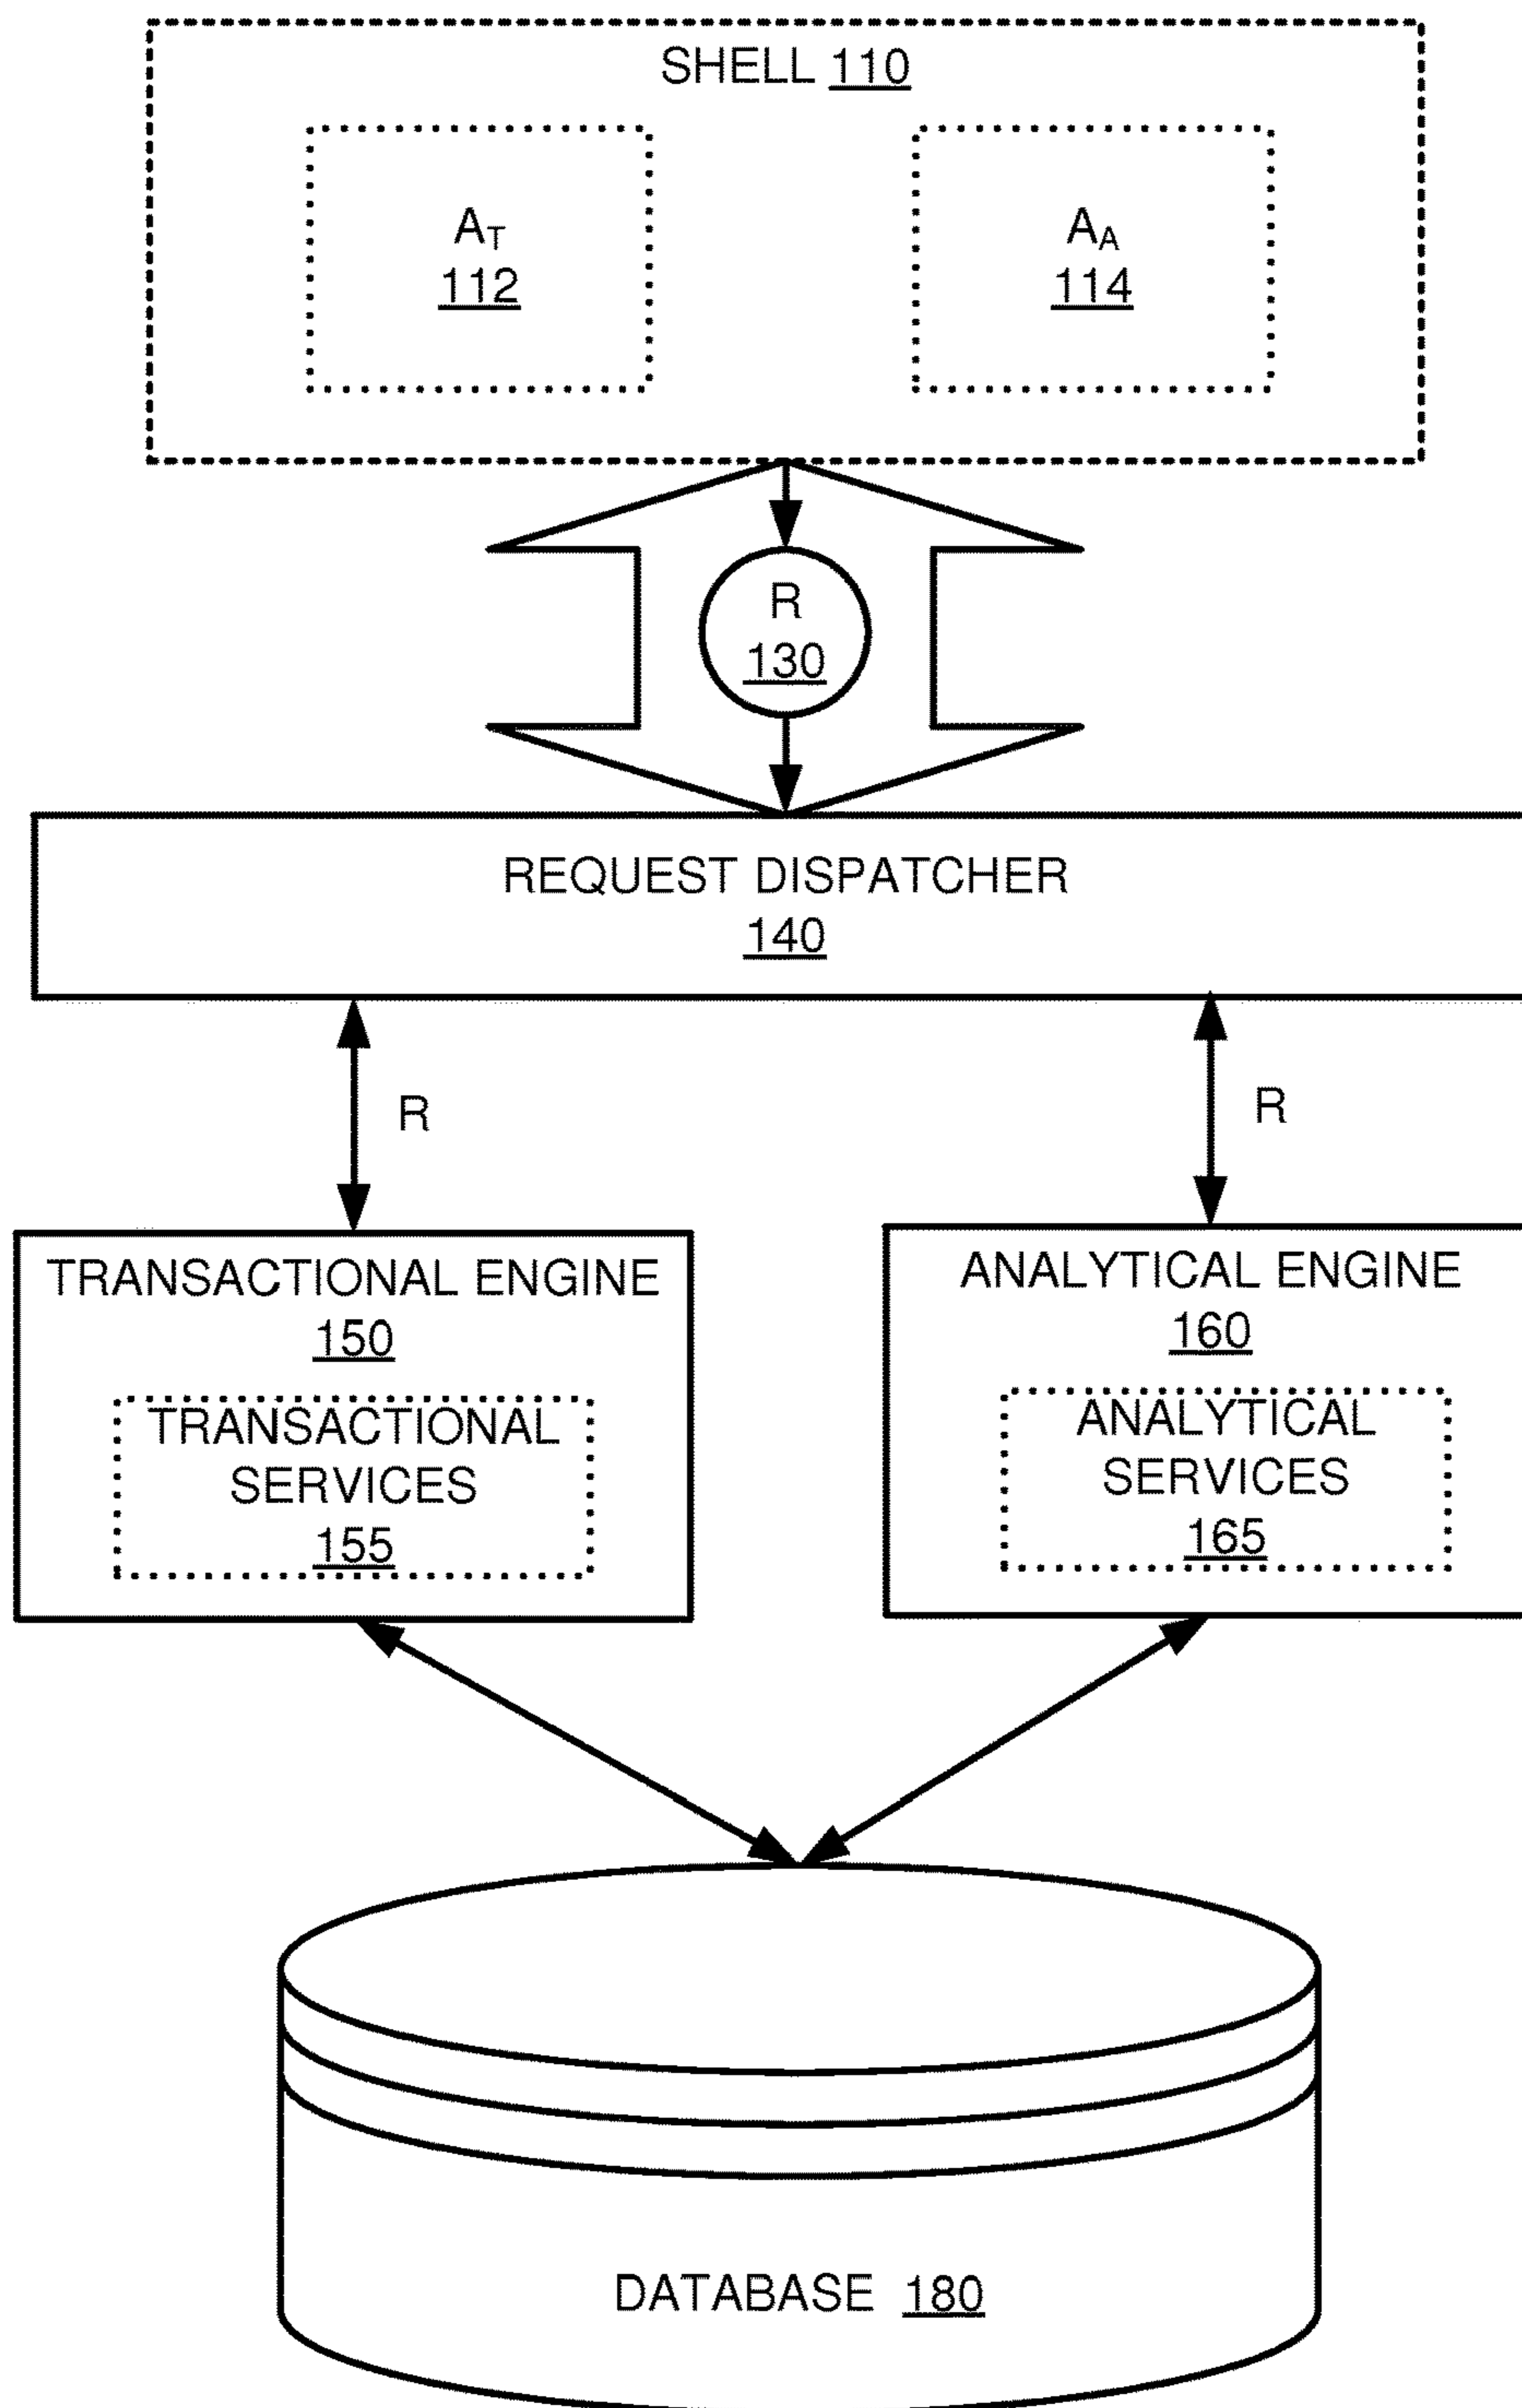 SHELL 110
AT
112
AA
114
R
130
REQUEST DISPATCHER
140
R
R
TRANSACTIONAL ENGINE
150
TRANSACTIONAL
SERVICES
155
ANALYTICAL ENGINE
160
ANALYTICAL
SERVICES
165
DATABASE 180